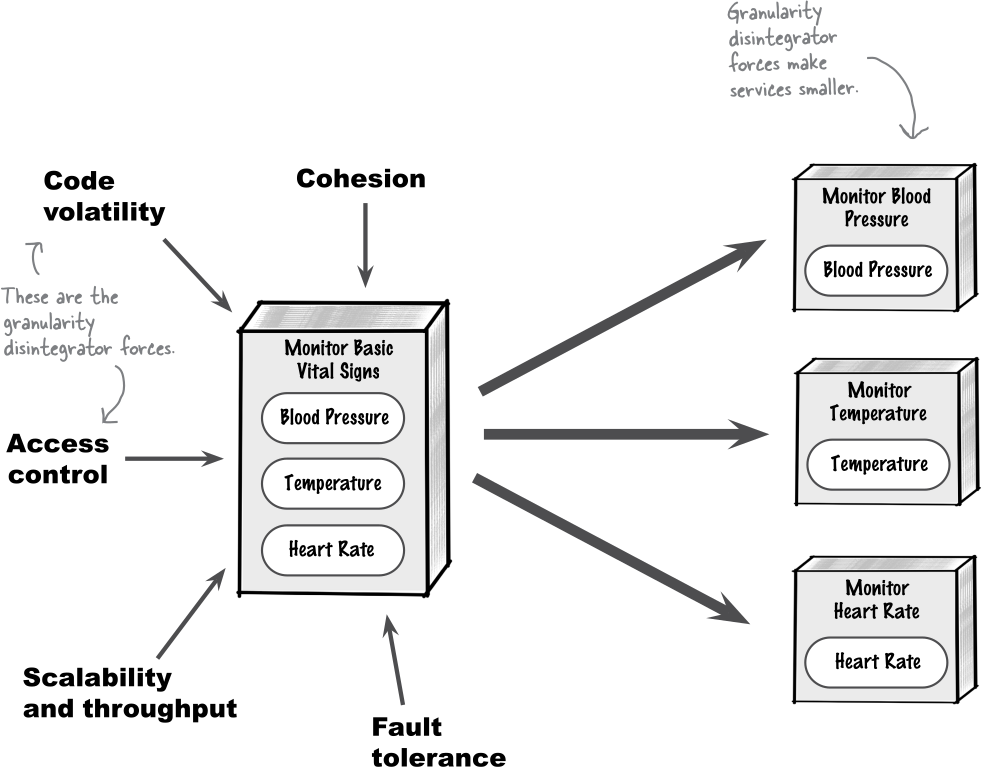 Granularity
disintegrator
forces make
services smaller.
Code
volatility
Cohesion
These are the
granularity
disintegrator forces.
Access
control
Scalability
and throughput
Fault
tolerance
Monitor Basic
Vital Signs
Blood Pressure
Temperature
Heart Rate
Monitor Blood
Pressure
Blood Pressure
Monitor
Temperature
Temperature
Monitor
Heart Rate
Heart Rate